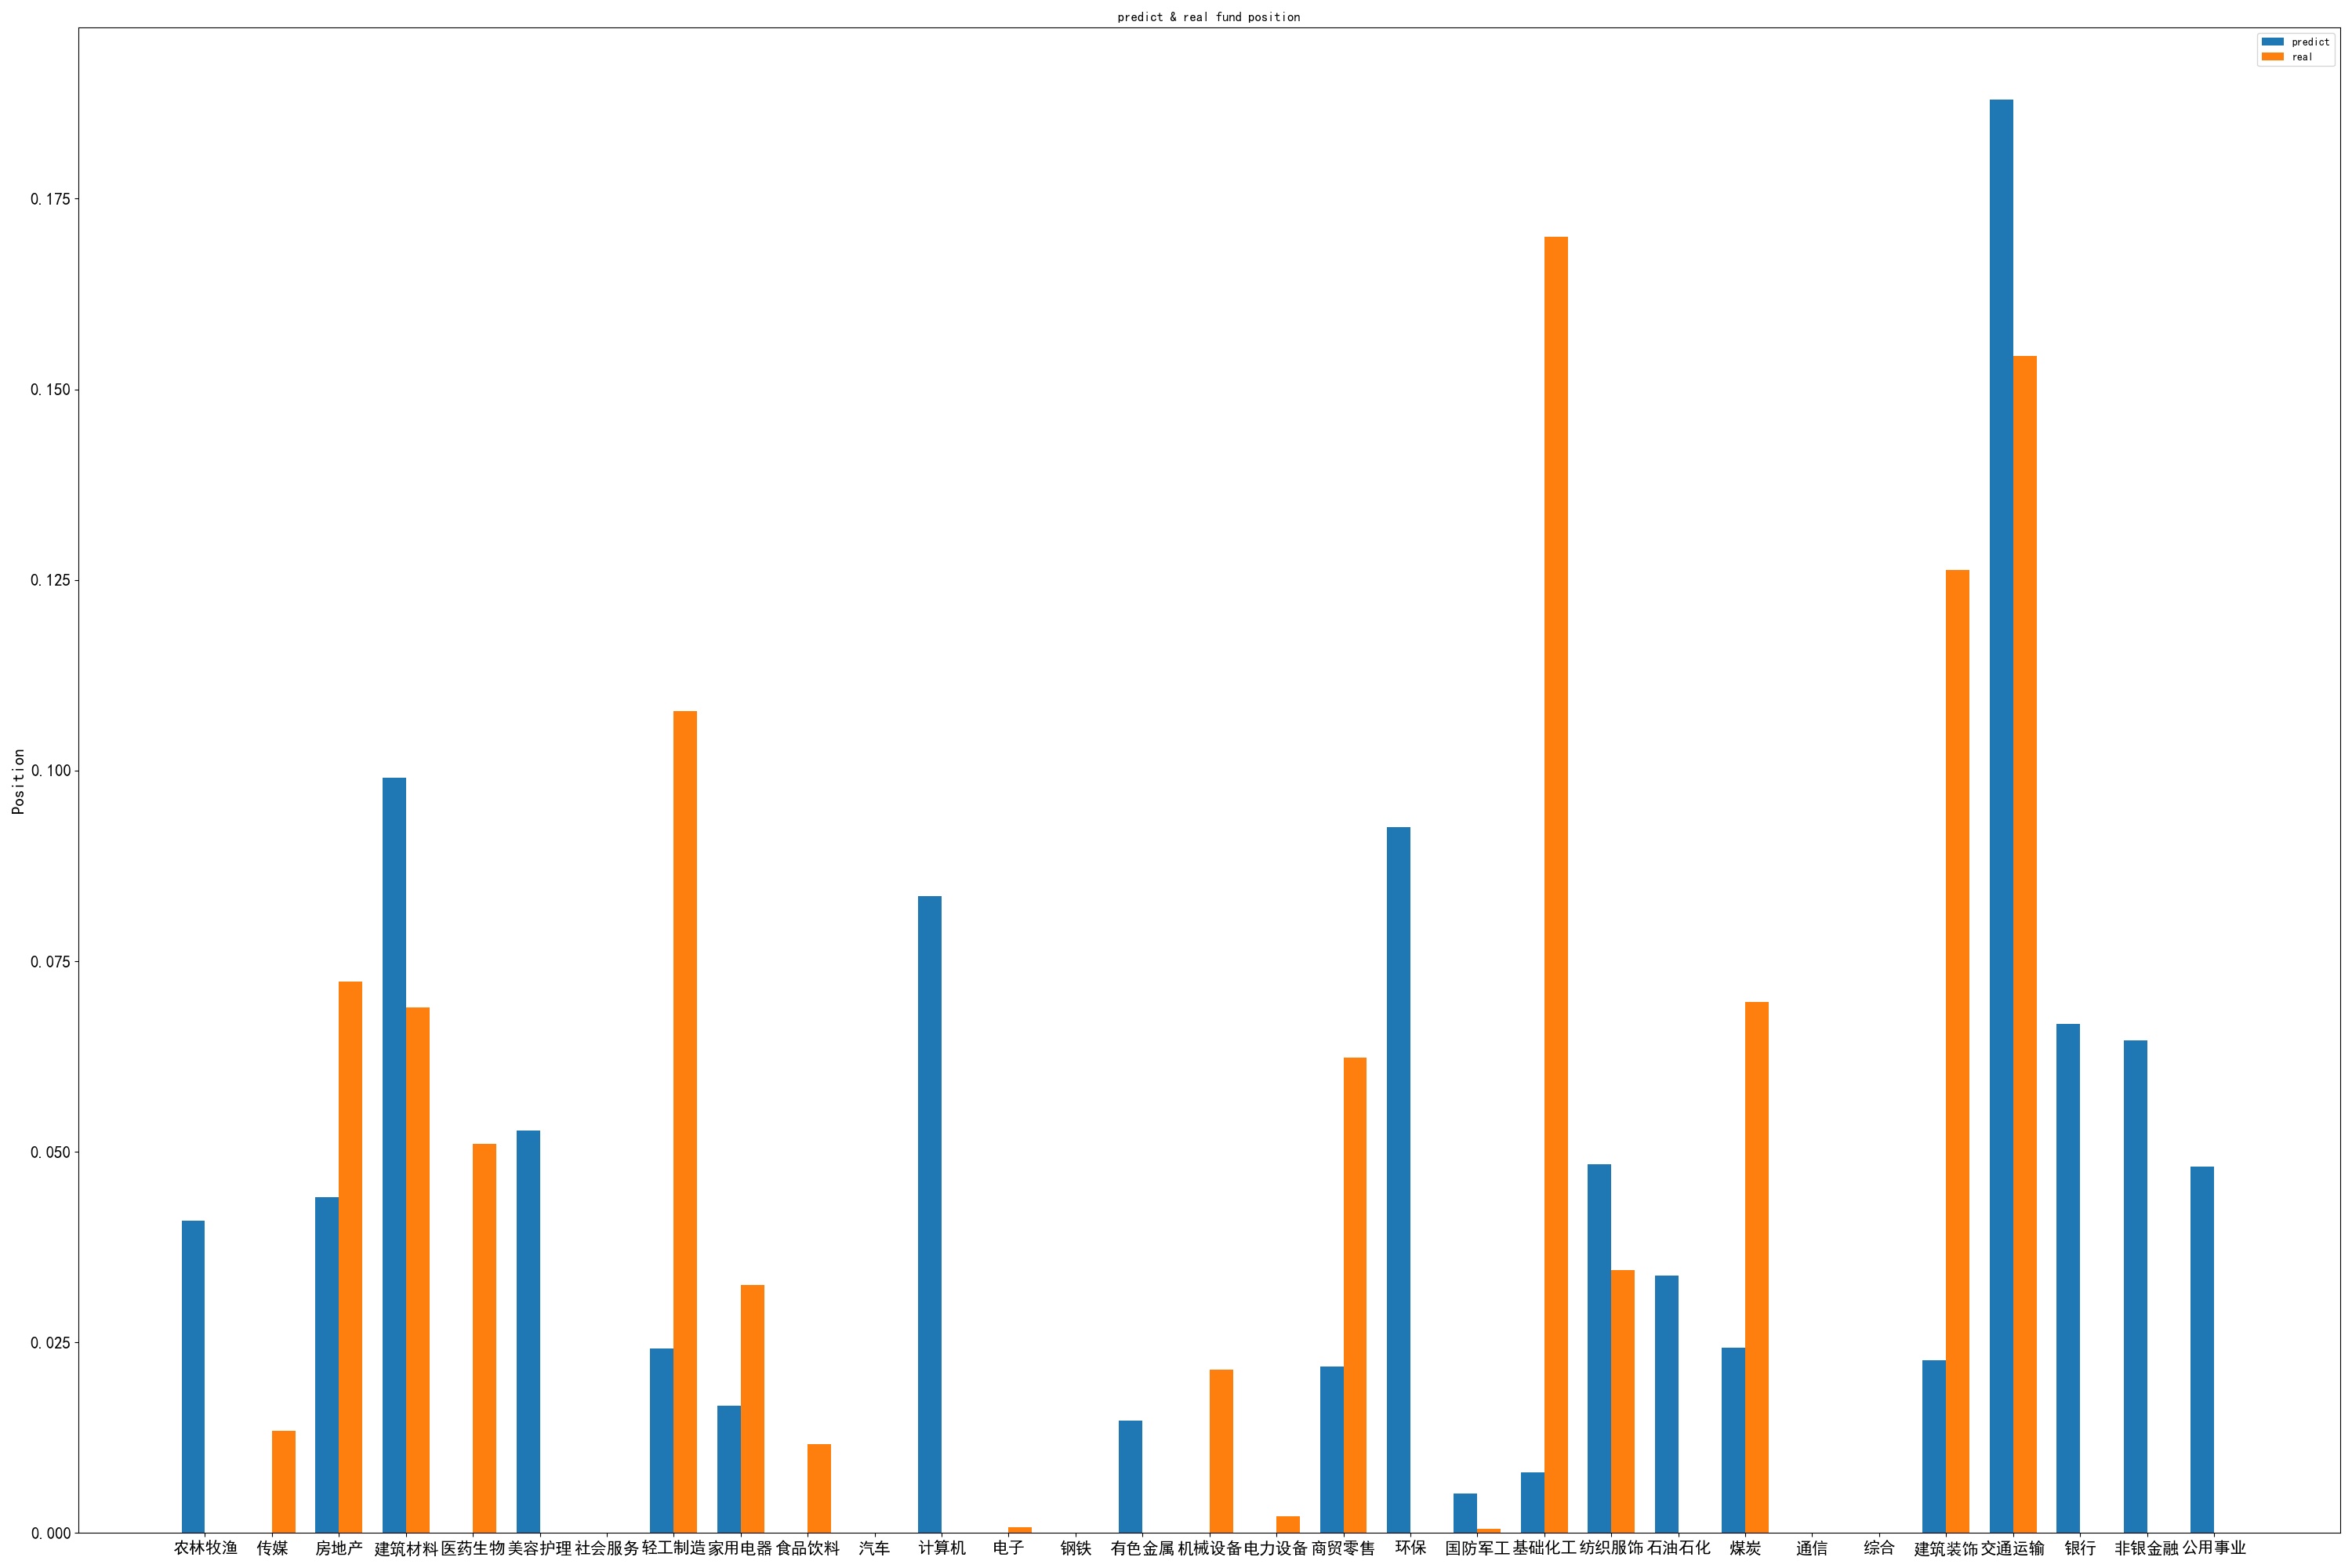 predict & real fund position
predict
real
Position
0.175
0.150
0.125
0.100
0.075
0.050
0.025
0.000
农林牧渔 传媒 房地产 建筑材料 医药生物 美容护理 社会服务 轻工制造 家用电器 食品饮料 汽车 计算机 电子 钢铁 有色金属 机械设备 电力设备 商贸零售 环保 国防军工 基础化工 纺织服饰 石油石化 煤炭 通信 综合 建筑装饰 交通运输 银行 非银金融 公用事业